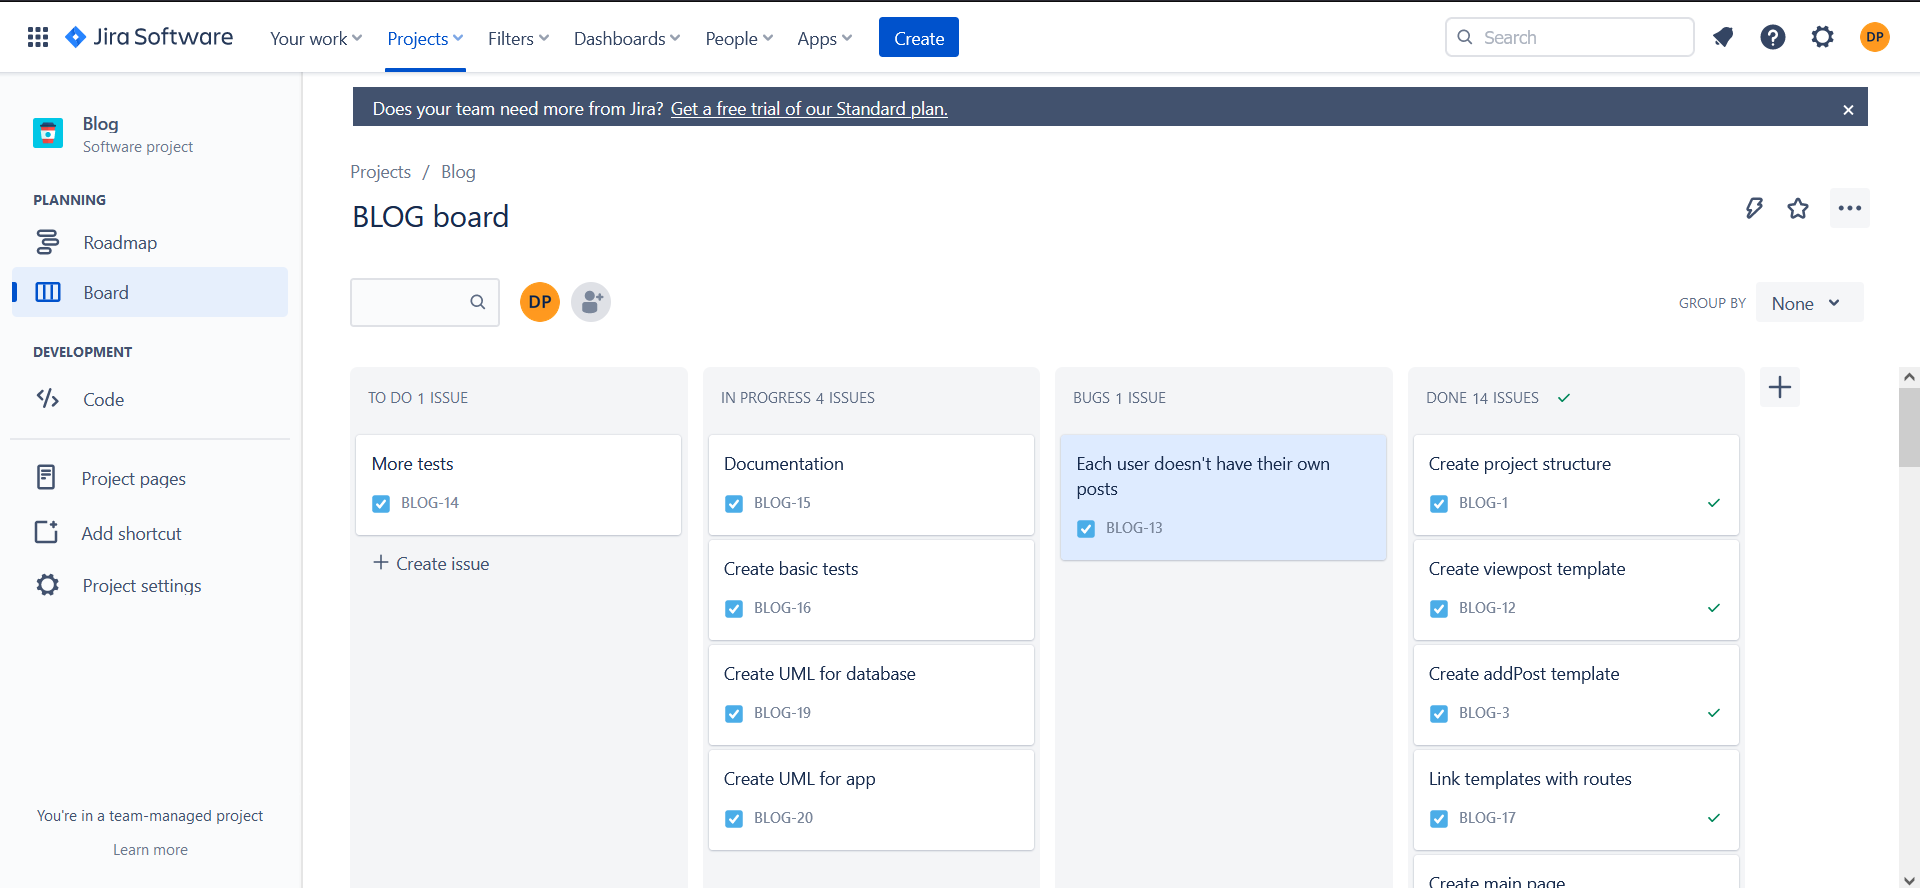 Jira Software
Your work
Projects
Filters
Dashboards
People
Apps
Create
Search
DP
Blog
Software project
PLANNING
Roadmap
Board
DEVELOPMENT
Code
Project pages
Add shortcut
Project settings
You're in a team-managed project
Learn more
Does your team need more from Jira? Get a free trial of our Standard plan.
Projects / Blog
BLOG board
DP
GROUP BY None
TO DO 1 ISSUE
More tests
BLOG-14
Create issue
IN PROGRESS 4 ISSUES
Documentation
BLOG-15
Create basic tests
BLOG-16
Create UML for database
BLOG-19
Create UML for app
BLOG-20
BUGS 1 ISSUE
Each user doesn't have their own
posts
BLOG-13
DONE 14 ISSUES
Create project structure
BLOG-1
Create viewpost template
BLOG-12
Create addPost template
BLOG-3
Link templates with routes
BLOG-17
Create main page